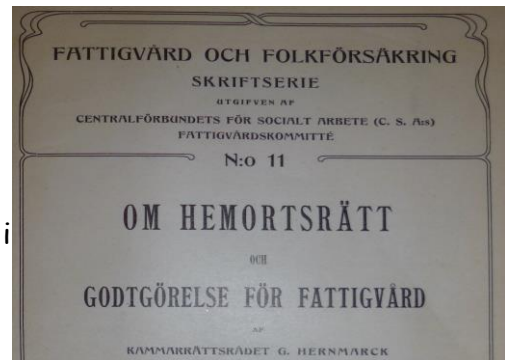 FATTIGVÅRD OCH FOLKFÖRSÄKRING
SKRIFTSERIE
UTGIFVEN AF
CENTRALFÖRBUNDETS FÖR SOCIALT ARBETE (C. S. A:s)
FATTIGVÅRDSKOMMITTÉ
N:o 11
i
OM HEMORTSRÄTT
OCH
GODTGÖRELSE FÖR FATTIGVÅRD
AF
KAMMARRÄTTSRÅDET G. HERNMARCK